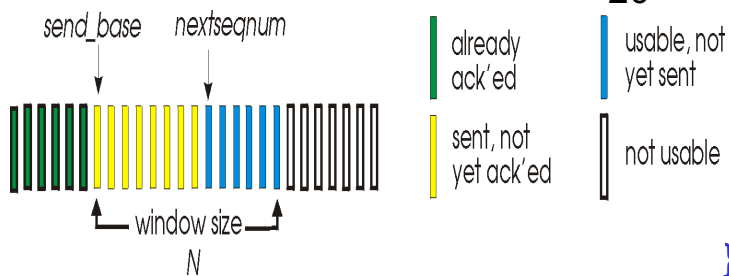 send_base nextseqnum
already
ack'ed
usable, not
yet sent
sent, not
yet ack'ed
not usable
window size
N